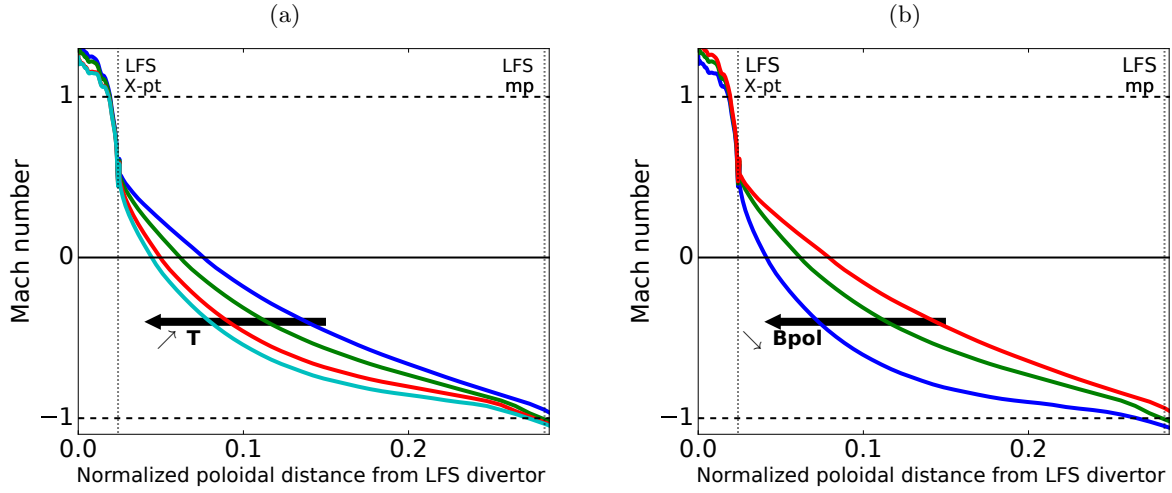 (a)
(b)
LFS
X-pt
LFS
mp
LFS
X-pt
LFS
mp
1
0
−1
1
0
−1
Mach number
Mach number
↗ T
↘ Bpol
0.0
0.1
0.2
0.0
0.1
0.2
Normalized poloidal distance from LFS divertor
Normalized poloidal distance from LFS divertor